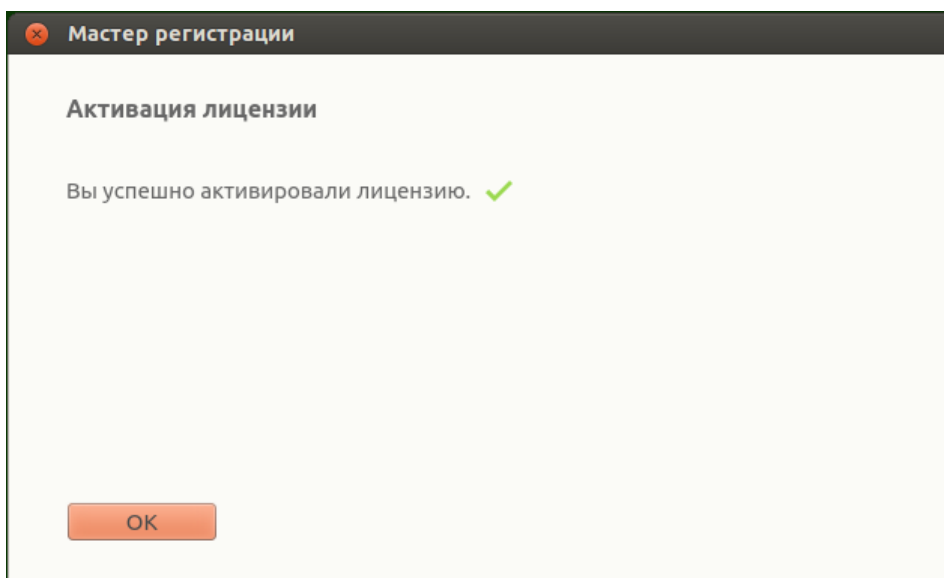 Мастер регистрации
Активация лицензии
Вы успешно активировали лицензию.
OK